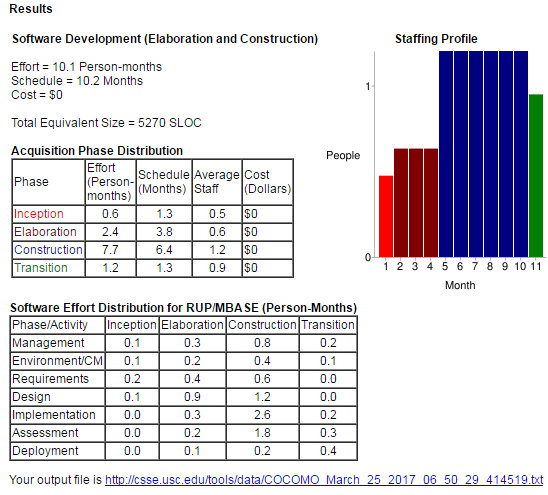 Results
Software Development (Elaboration and Construction)
Staffing Profile
Effort = 10.1 Person-months
Schedule = 10.2 Months
Cost = $0
Total Equivalent Size = 5270 SLOC
Acquisition Phase Distribution
Phase Effort (Person-months) Schedule (Months) Average Staff Cost (Dollars)
Inception 0.6 1.3 0.5 $0
Elaboration 2.4 3.8 0.6 $0
Construction 7.7 6.4 1.2 $0
Transition 1.2 1.3 0.9 $0
1
People
0
1 2 3 4 5 6 7 8 9 10 11
Month
Software Effort Distribution for RUP/MBASE (Person-Months)
Phase/Activity Inception Elaboration Construction Transition
Management 0.1 0.3 0.8 0.2
Environment/CM 0.1 0.2 0.4 0.1
Requirements 0.2 0.4 0.6 0.0
Design 0.1 0.9 1.2 0.0
Implementation 0.0 0.3 2.6 0.2
Assessment 0.0 0.2 1.8 0.3
Deployment 0.0 0.1 0.2 0.4
Your output file is http://csse.usc.edu/tools/data/COCOMO_March_25_2017_06_50_29_414519.txt